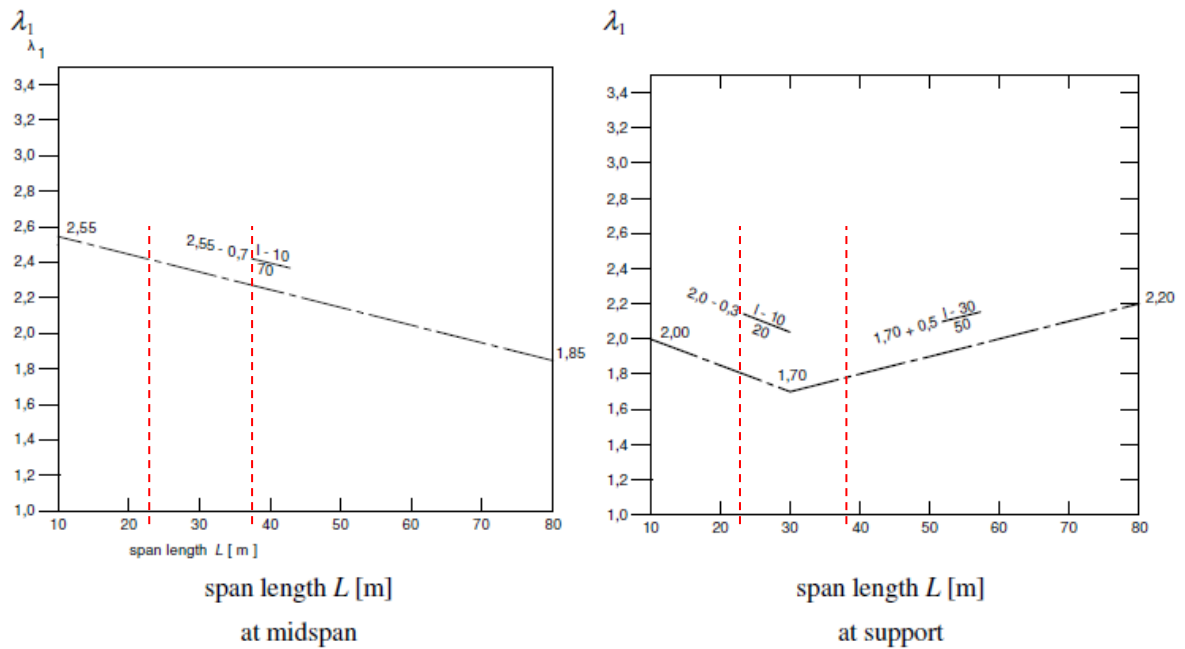 λ1
λ1
3,4
3,2
3,0
2,8
2,6
2,4
2,2
2,0
1,8
1,6
1,4
1,2
1,0
2,55
2,55 - 0,7 l - 10
70
1,85
10 20 30 40 50 60 70 80
span length L [ m ]
span length L [m]
at midspan
λ1
3,4
3,2
3,0
2,8
2,6
2,4
2,2
2,0
1,8
1,6
1,4
1,2
1,0
2,00
2,0 - 0,3 l - 10
20
1,70
1,70 + 0,5 l - 30
50
2,20
10 20 30 40 50 60 70 80
span length L [m]
at support